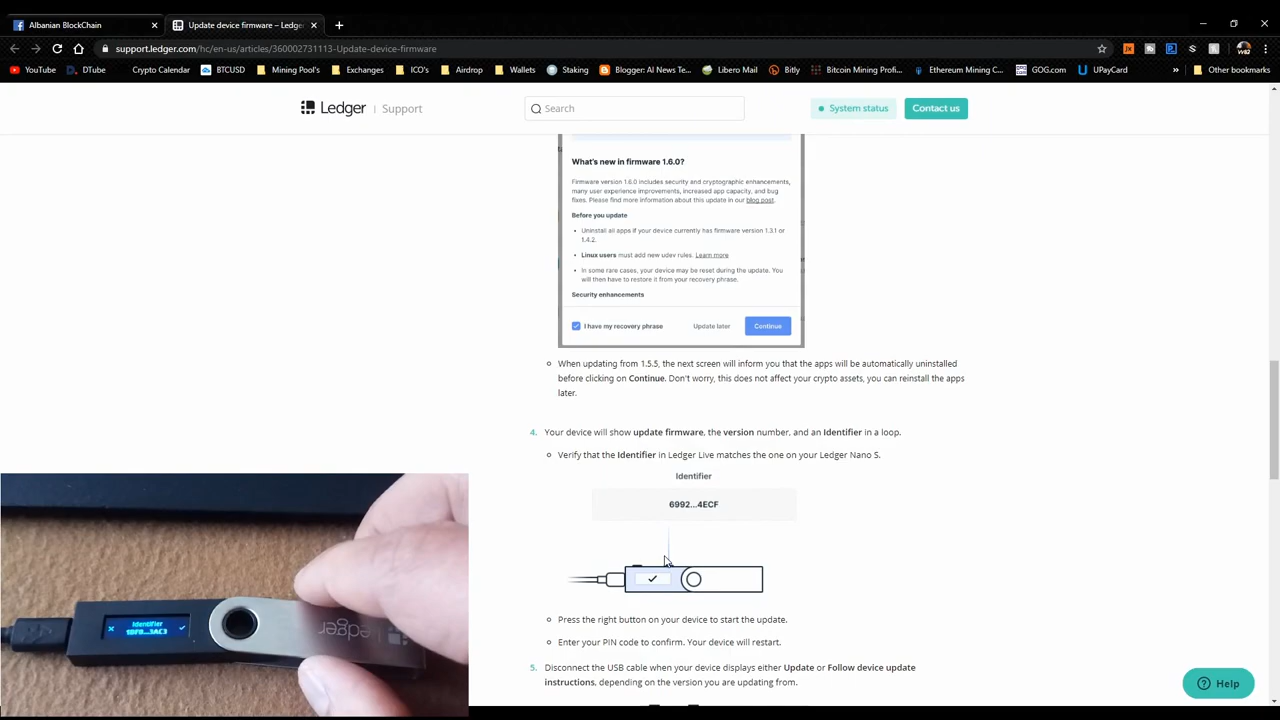 Albanian BlockChain
Update device firmware – Led
support.ledger.com/hc/en-us/articles/360002731113-Update-device-firmware
YouTube DTube Crypto Calendar BTCUSD Mining Pool's Exchanges ICO's Airdrop Wallets Staking Blogger: AI News Te... Libero Mail Bitly Bitcoin Mining Profi... Ethereum Mining C... GOG.com UPayCard » Other bookmarks
Ledger | Support
Search
System status
Contact us
What's new in firmware 1.6.0?
Firmware version 1.6.0 includes security and cryptographic enhancements,
many user experience improvements, increased app capacity, and bug
fixes. Please find more information about this update in our blog post.
Before you update
• Uninstall all apps if your device currently has firmware version 1.3.1 or
1.4.2.
• Linux users must add new udev rules. Learn more
• In some rare cases, your device may be reset during the update. You
will then have to restore it from your recovery phrase.
Security enhancements
I have my recovery phrase Update later Continue
When updating from 1.5.5, the next screen will inform you that the apps will be automatically uninstalled
before clicking on Continue. Don't worry, this does not affect your crypto assets, you can reinstall the apps
later.
4. Your device will show update firmware, the version number, and an Identifier in a loop.
Verify that the Identifier in Ledger Live matches the one on your Ledger Nano S.
Identifier
6992...4ECF
Press the right button on your device to start the update.
Enter your PIN code to confirm. Your device will restart.
5. Disconnect the USB cable when your device displays either Update or Follow device update
instructions, depending on the version you are updating from.
Help
Identifier
Ledger